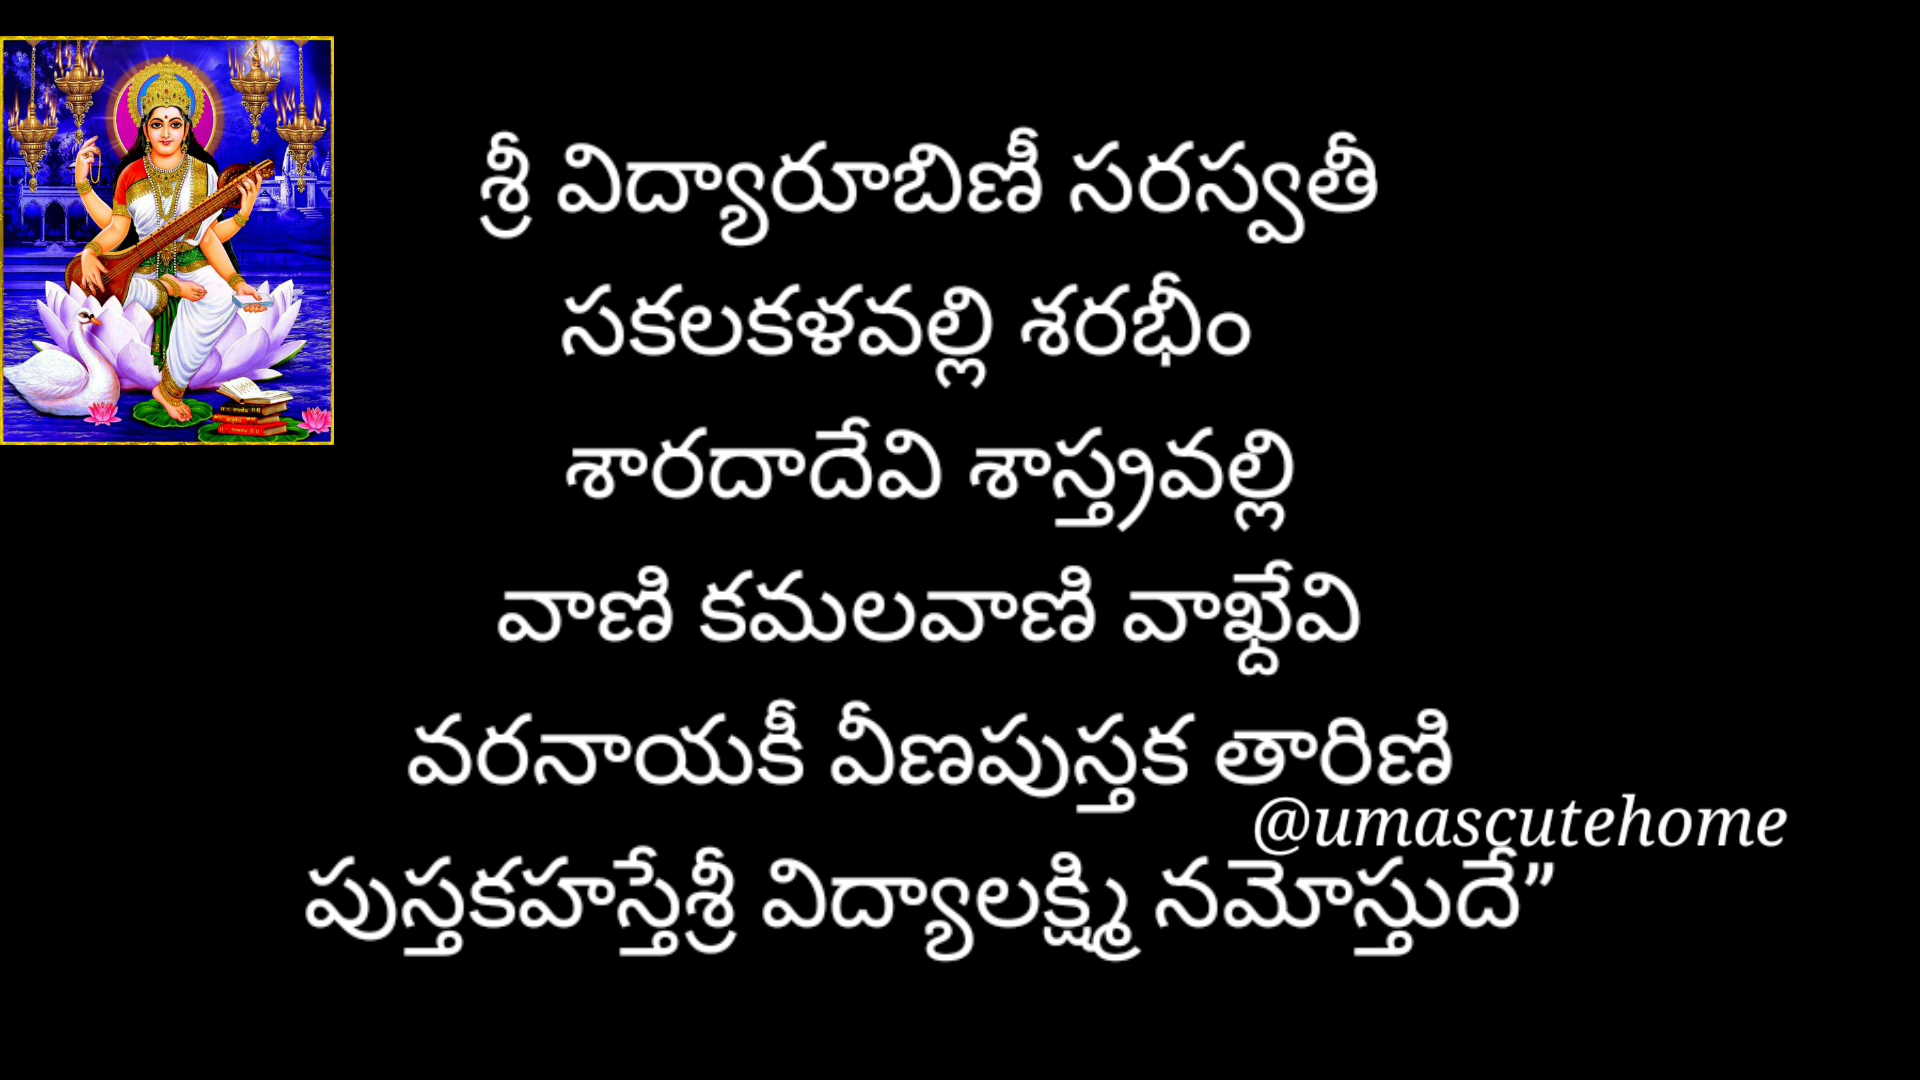 శ్రీ విద్యారూబిణీ సరస్వతీ
సకలకళవల్లి శరభీం
శారదాదేవి శాస్త్రవల్లి
వాణి కమలవాణి వాఖ్దేవి
వరనాయకీ వీణపుస్తక తారిణి
@umascutehome
పుస్తకహస్తేశ్రీ విద్యాలక్ష్మి నమోస్తుదే”